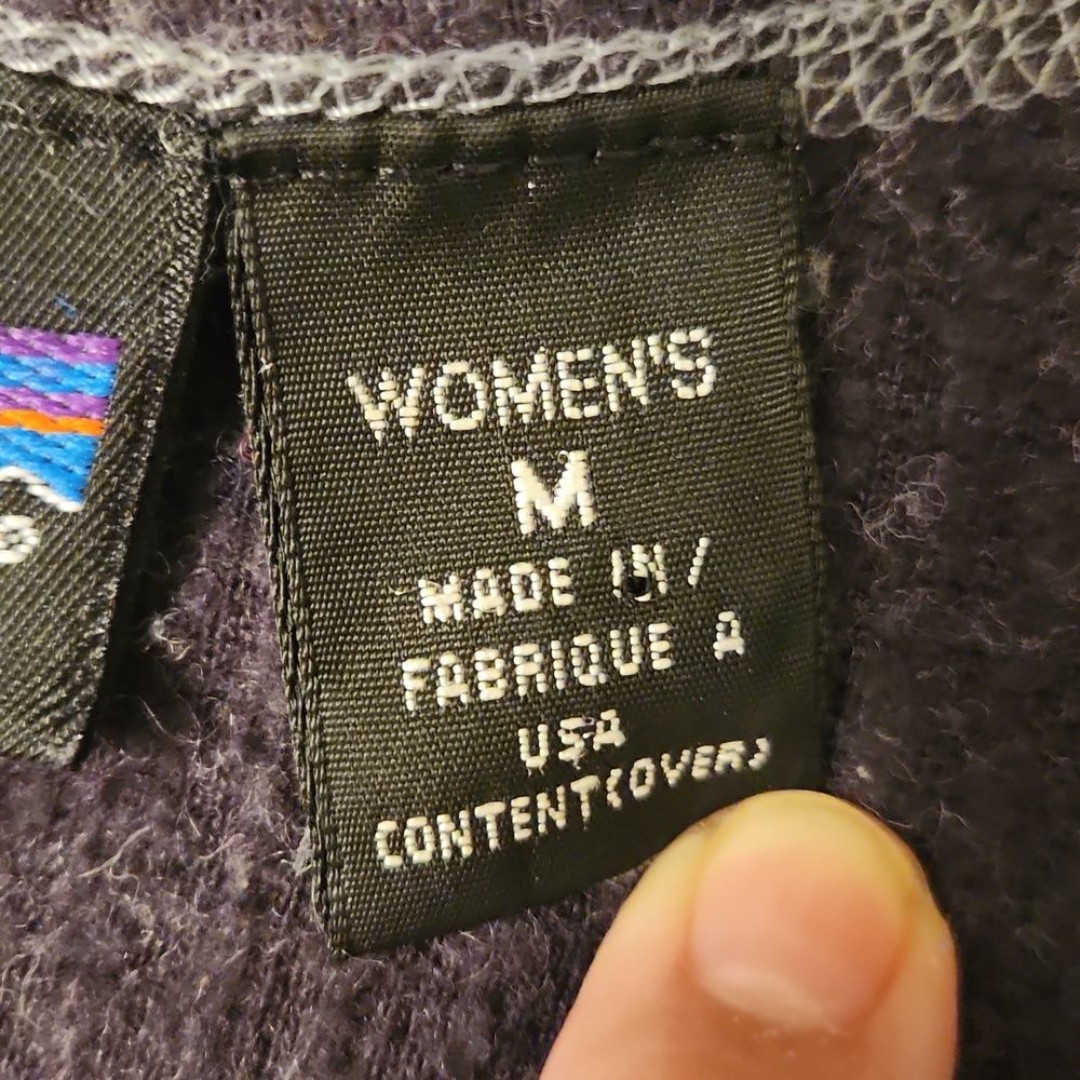 WOMEN'S
M
MADE IN /
FABRIQUE A
USA
CONTENT(OVER)